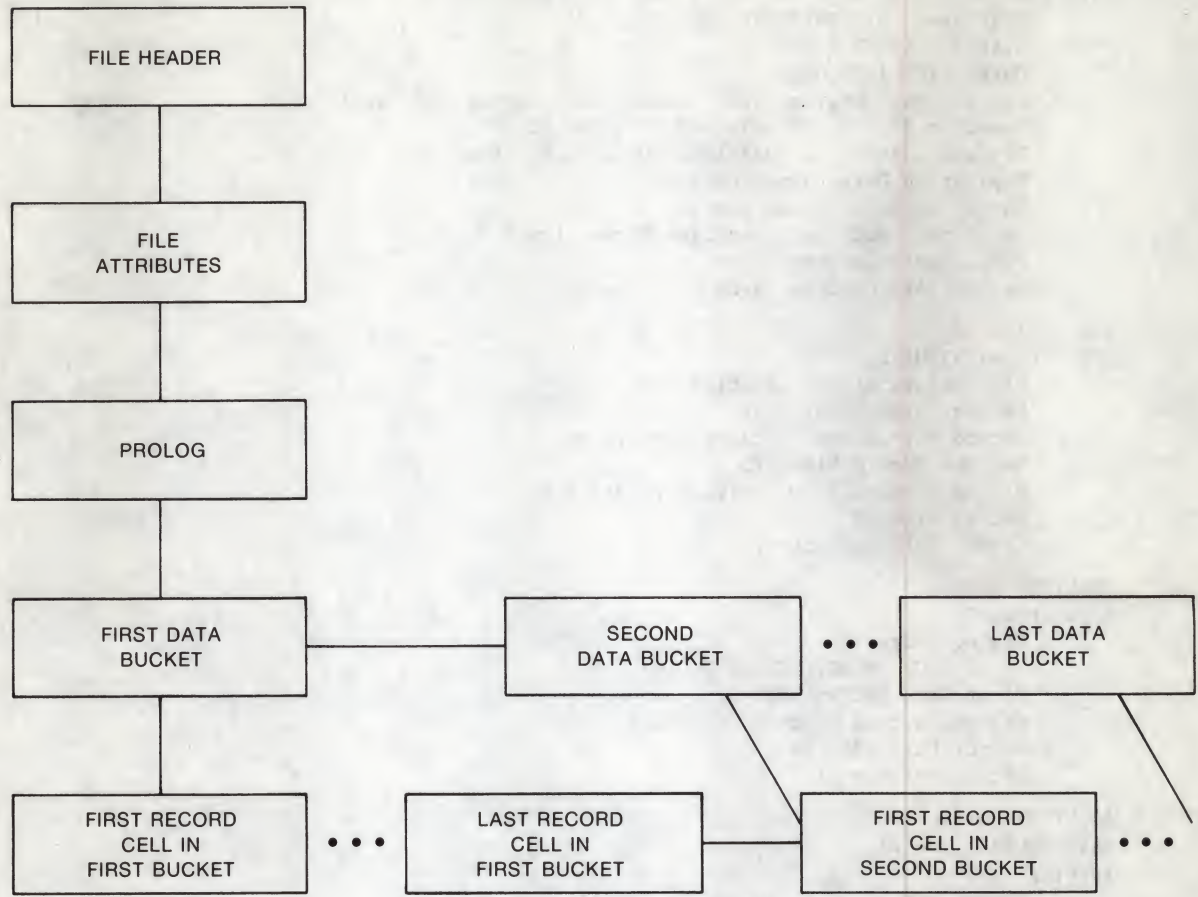 FILE HEADER
FILE
ATTRIBUTES
PROLOG
FIRST DATA
BUCKET
SECOND
DATA BUCKET
•••
LAST DATA
BUCKET
FIRST RECORD
CELL IN
FIRST BUCKET
•••
LAST RECORD
CELL IN
FIRST BUCKET
FIRST RECORD
CELL IN
SECOND BUCKET
•••